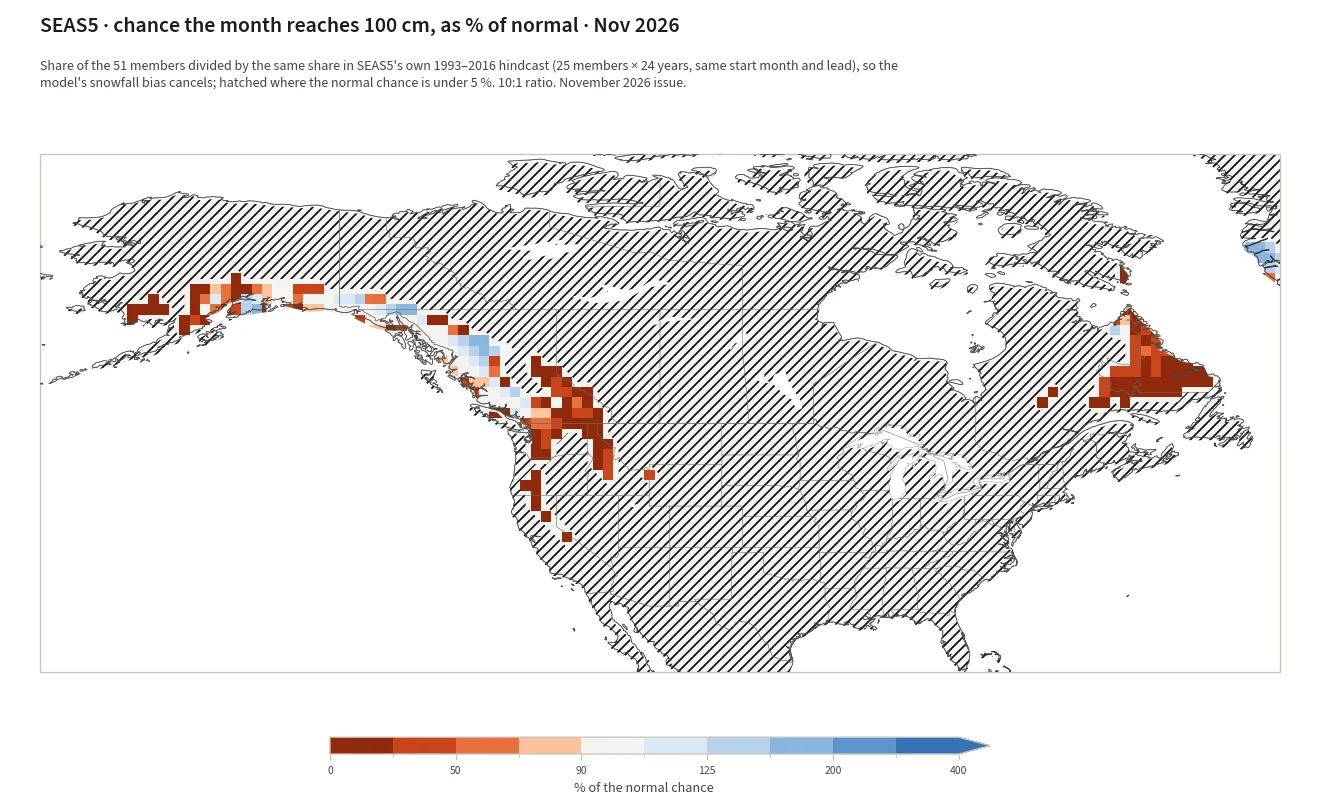 SEAS5 · chance the month reaches 100 cm, as % of normal · Nov 2026
Share of the 51 members divided by the same share in SEAS5's own 1993–2016 hindcast (25 members × 24 years, same start month and lead), so the
model's snowfall bias cancels; hatched where the normal chance is under 5 %. 10:1 ratio. November 2026 issue.
0 50 90 125 200 400
% of the normal chance